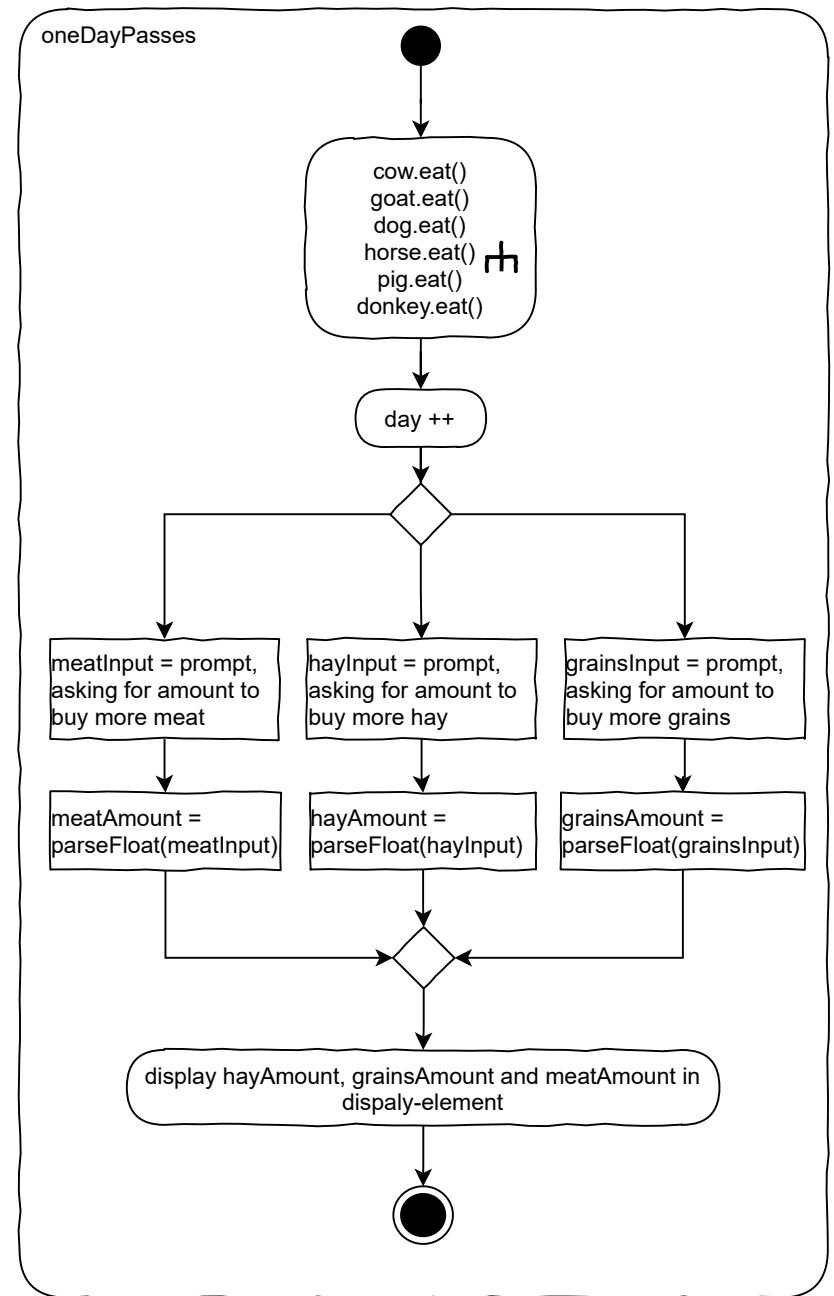 oneDayPasses
cow.eat()
goat.eat()
dog.eat()
horse.eat()
pig.eat()
donkey.eat()
day ++
meatInput = prompt,
asking for amount to
buy more meat
hayInput = prompt,
asking for amount to
buy more hay
grainsInput = prompt,
asking for amount to
buy more grains
meatAmount =
parseFloat(meatInput)
hayAmount =
parseFloat(hayInput)
grainsAmount =
parseFloat(grainsInput)
display hayAmount, grainsAmount and meatAmount in
dispaly-element